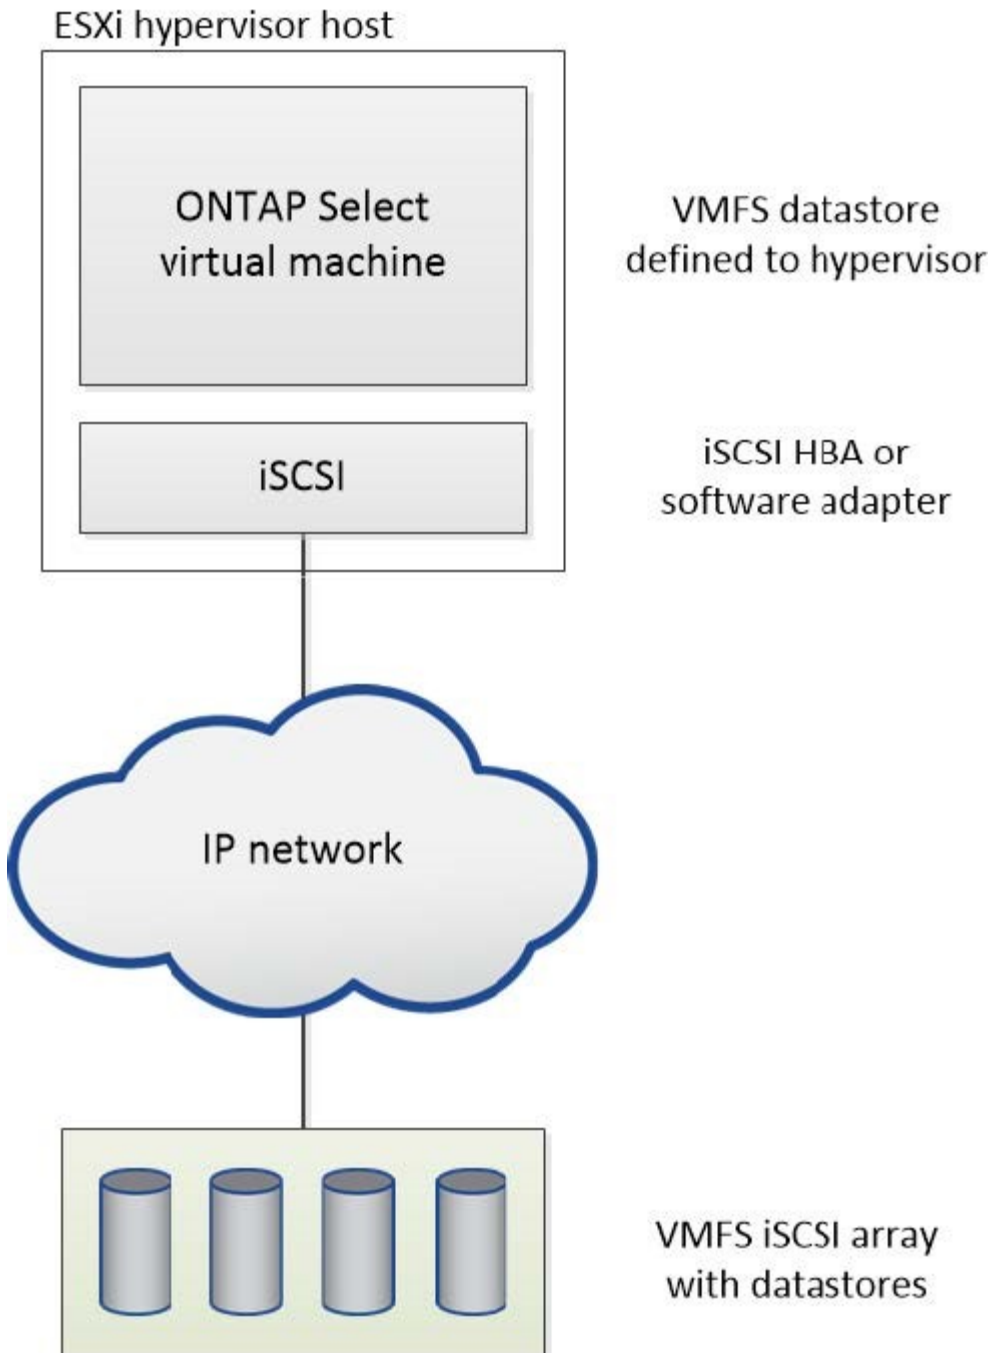 ESXi hypervisor host
ONTAP Select
virtual machine
VMFS datastore
defined to hypervisor
iSCSI
iSCSI HBA or
software adapter
IP network
VMFS iSCSI array
with datastores